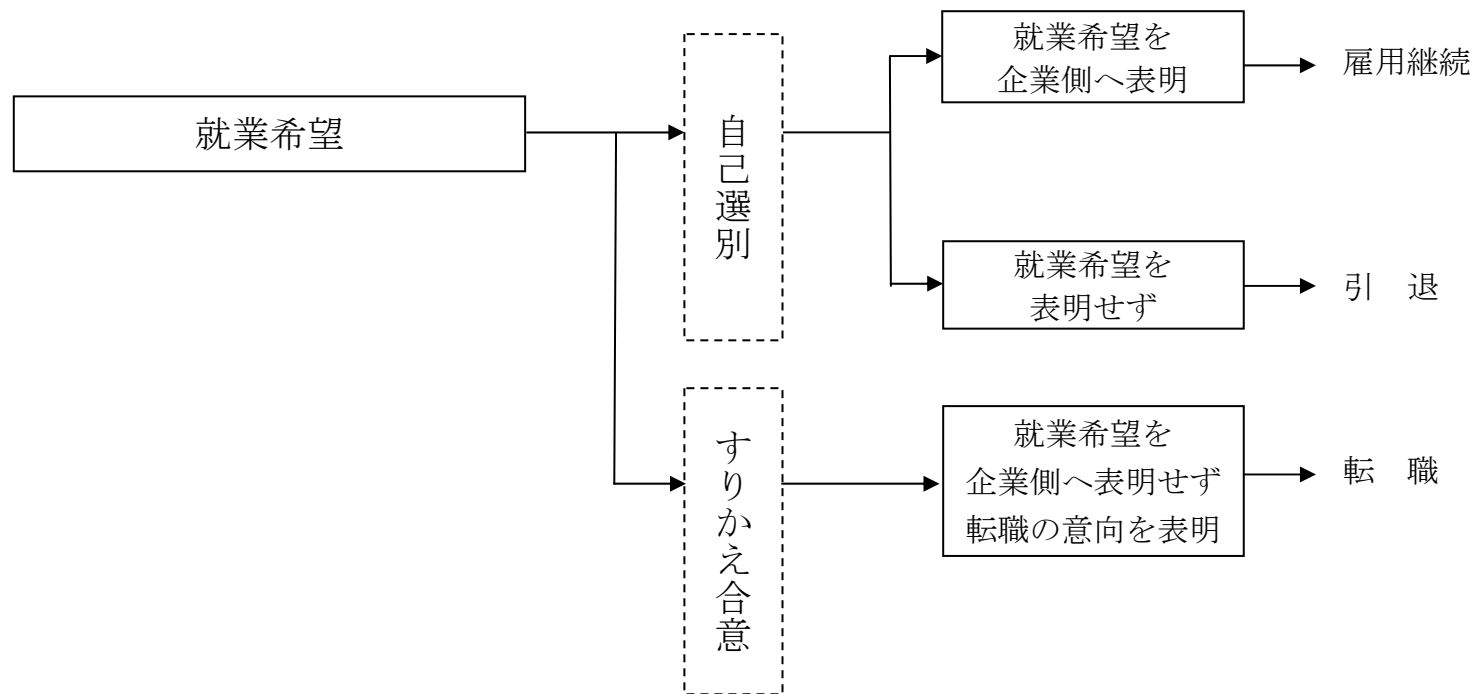 就業希望
自己選別
就業希望を
企業側へ表明
雇用継続
就業希望を
表明せず
引　退
すりかえ合意
就業希望を
企業側へ表明せず
転職の意向を表明
転　職